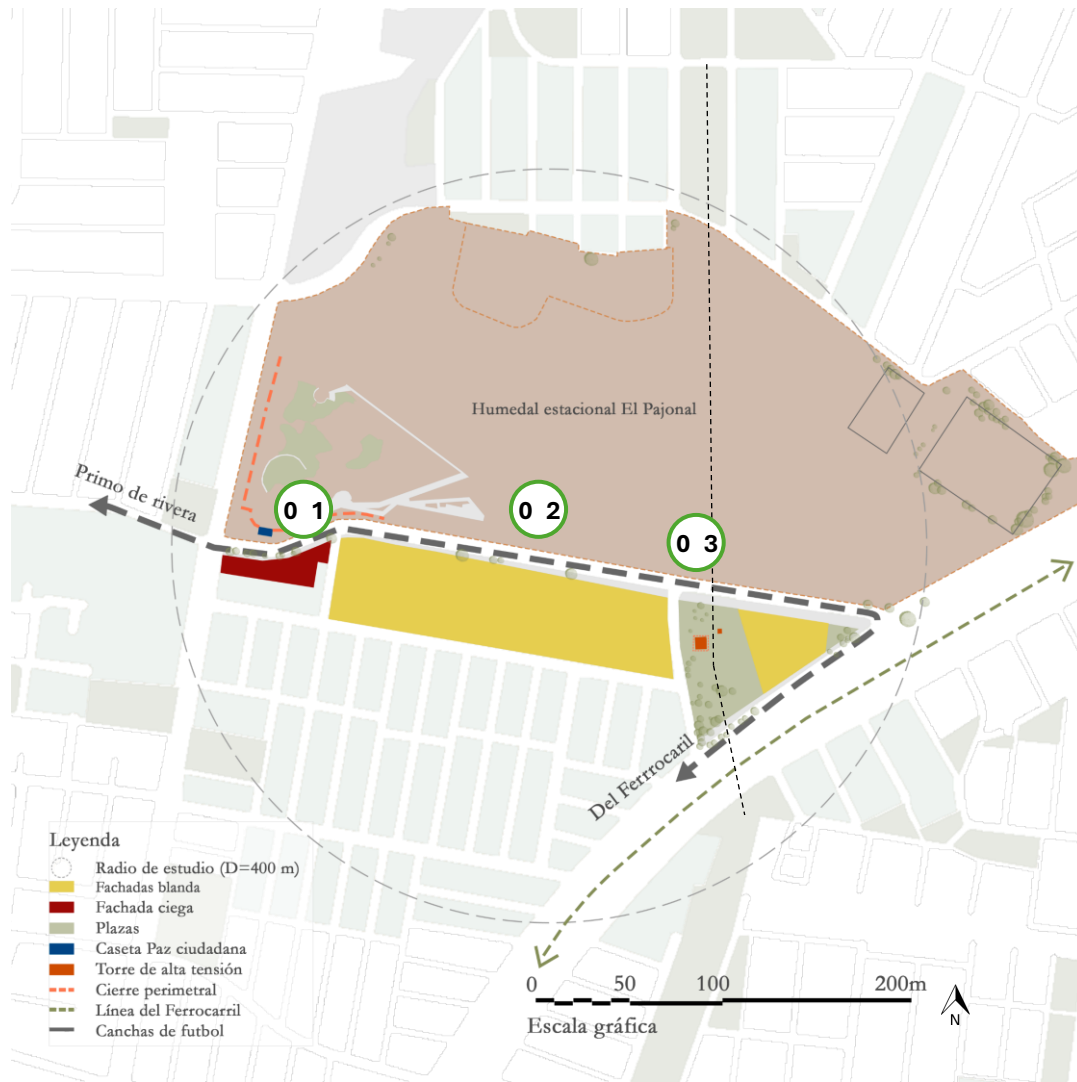 Humedal estacional El Pajonal
Primo de rivera
0 1
0 2
0 3
Del Ferrrocaril
Leyenda
Radio de estudio (D=400 m)
Fachadas blanda
Fachada ciega
Plazas
Caseta Paz ciudadana
Torre de alta tensión
Cierre perimetral
Línea del Ferrocarril
Canchas de futbol
0 50 100 200m
Escala gráfica
N